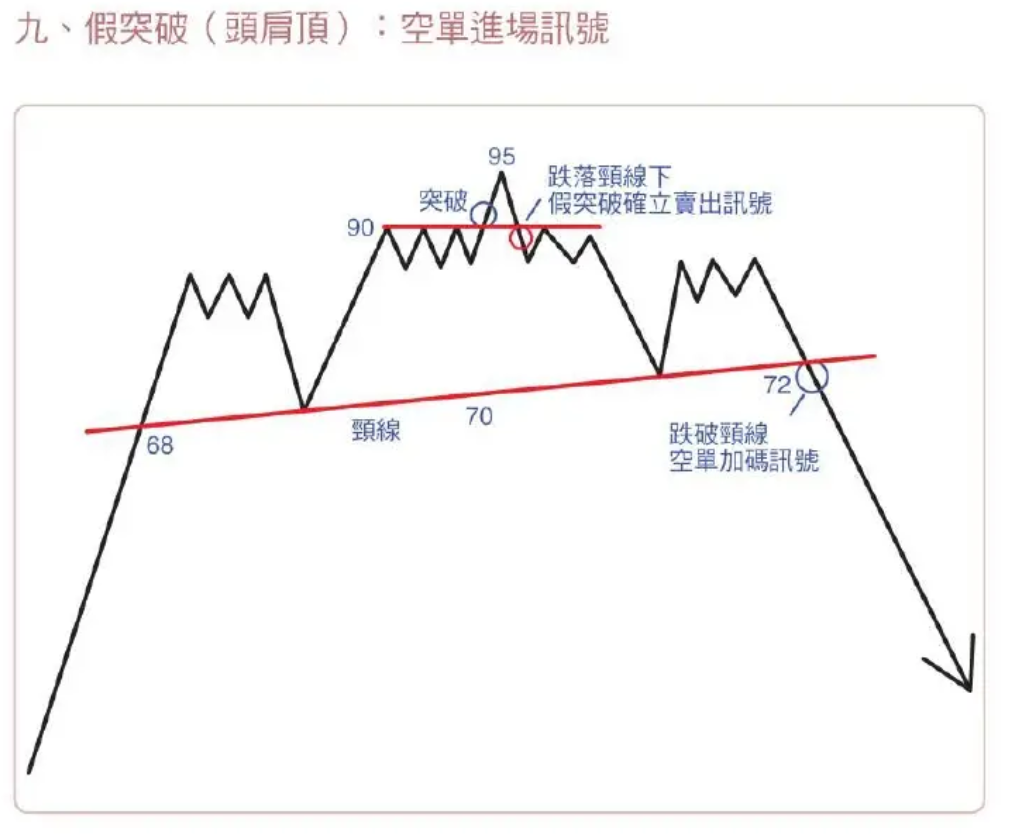 九、假突破（頭肩頂）：空單進場訊號
95
突破
跌落頸線下
假突破確立賣出訊號
90
72
68
頸線
70
跌破頸線
空單加碼訊號